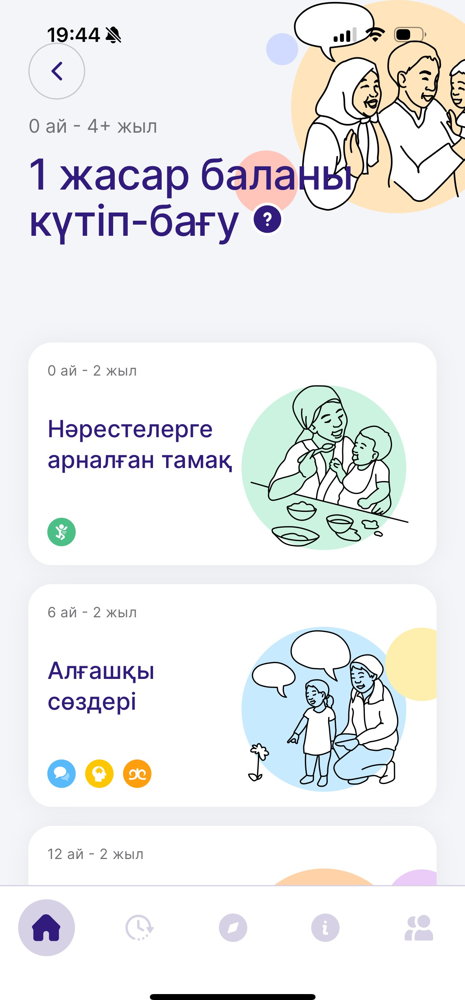 19:44
0 ай - 4+ жыл
1 жасар баланы
күтіп-бағу ?
0 ай - 2 жыл
Нәрестелерге
арналған тамақ
6 ай - 2 жыл
Алғашқы
сөздері
12 ай - 2 жыл